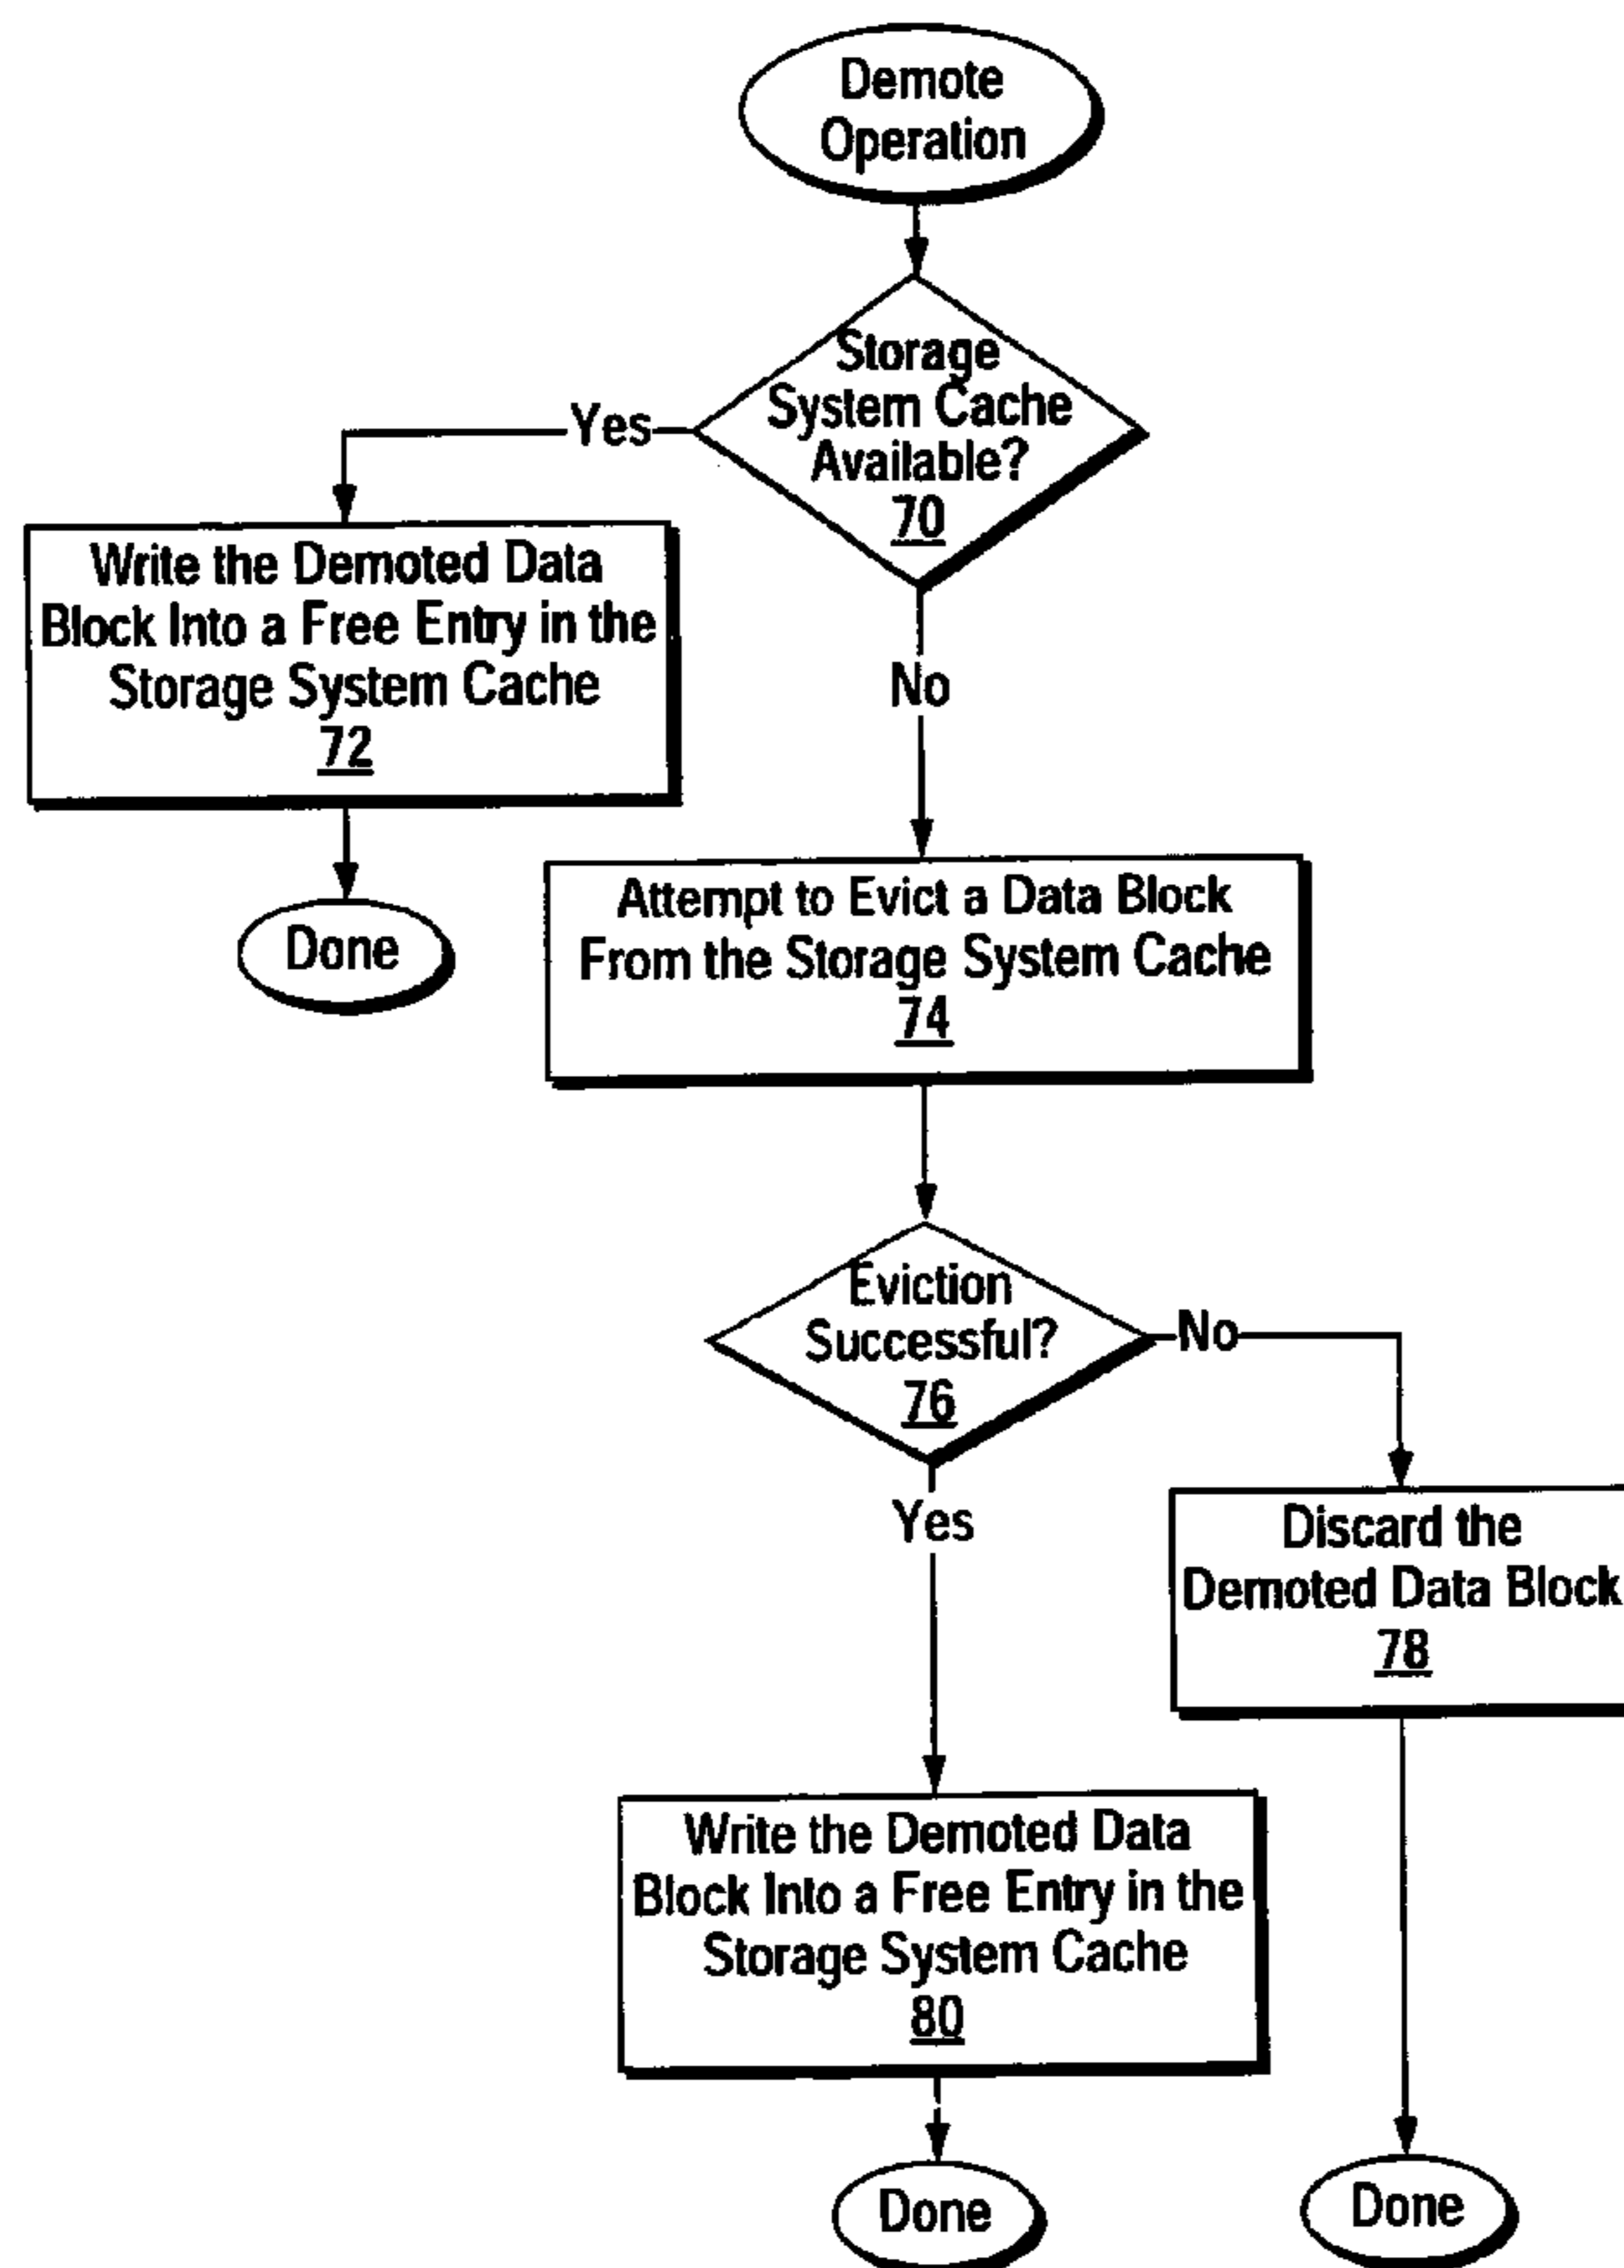 Demote
Operation
Storage
System Cache
Available?
70
Yes
No
Write the Demoted Data
Block Into a Free Entry in the
Storage System Cache
72
Done
Attempt to Evict a Data Block
From the Storage System Cache
74
Eviction
Successful?
76
No
Yes
Discard the
Demoted Data Block
78
Write the Demoted Data
Block Into a Free Entry in the
Storage System Cache
80
Done
Done